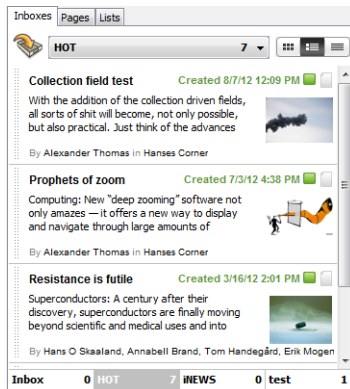 Inboxes Pages Lists
HOT 7
Collection field test Created 8/7/12 12:09 PM
With the addition of the collection driven fields,
all sorts of shit will become, not only possible,
but also practical. Just think of the advances
By Alexander Thomas in Hanses Corner
Prophets of zoom Created 7/3/12 4:38 PM
Computing: New “deep zooming” software not
only amazes — it offers a new way to display
and navigate through large amounts of
By Alexander Thomas in Hanses Corner
Resistance is futile Created 3/16/12 2:01 PM
Superconductors: A century after their
discovery, superconductors are finally moving
beyond scientific and medical uses and into
By Hans O Skaaland, Annabell Brand, Tom Handegård, Erik Mogen
Inbox 0 HOT 7 iNEWS 0 test 1